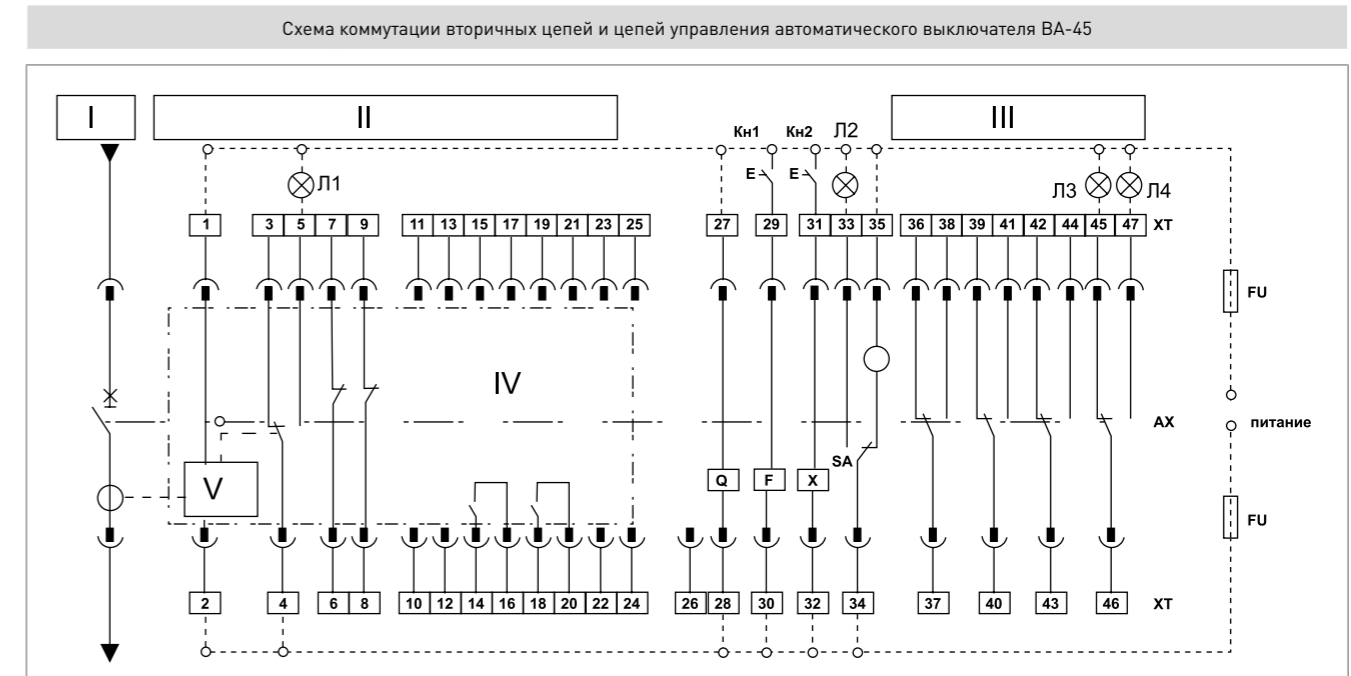 Схема коммутации вторичных цепей и цепей управления автоматического выключателя ВА-45
I II III
Кн1 Кн2 Л2
E E
Л1 Л3 Л4
1 3 5 7 9 11 13 15 17 19 21 23 25 27 29 31 33 35 36 38 39 41 42 44 45 47 XT
FU
IV
AX питание
SA
V Q F X
FU
2 4 6 8 10 12 14 16 18 20 22 24 26 28 30 32 34 37 40 43 46 XT